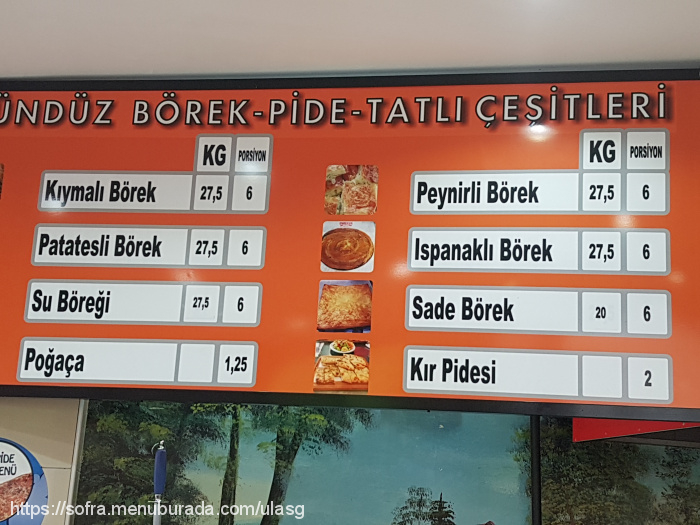 ÜNDÜZ BÖREK-PİDE-TATLI ÇEŞİTLERİ
KG PORSİYON
Kıymalı Börek 27,5 6
Patatesli Börek 27,5 6
Su Böreği 27,5 6
Poğaça 1,25
KG PORSİYON
Peynirli Börek 27,5 6
Ispanaklı Börek 27,5 6
Sade Börek 20 6
Kır Pidesi 2
PİDE
https://sofra.menuburada.com/ulasg